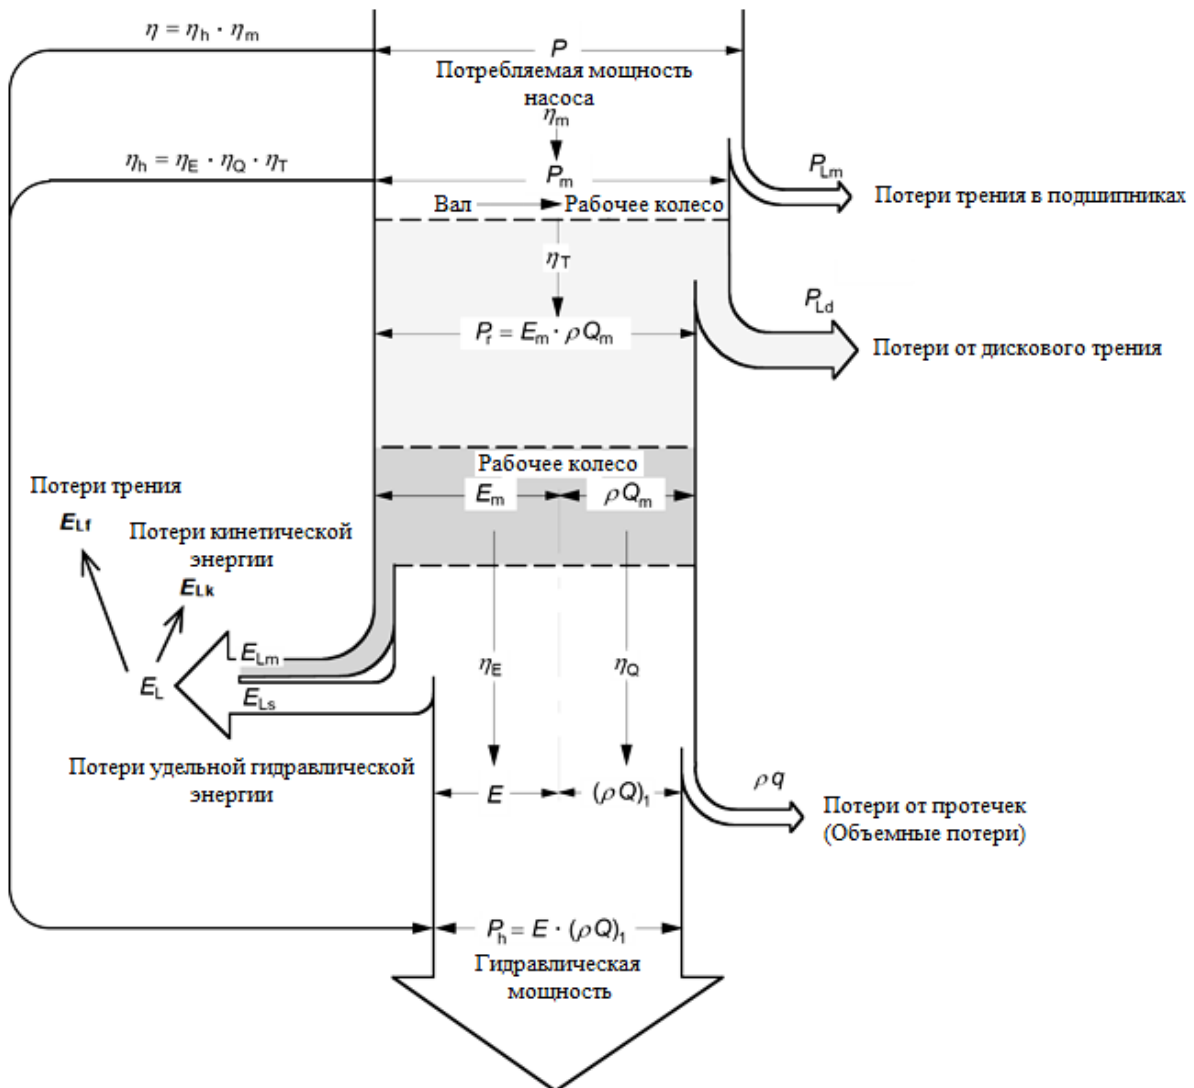 η = ηh · ηm
P
Потребляемая мощность
насоса
ηm
ηh = ηE · ηQ · ηT
Pm
PLm
Потери трения в подшипниках
Вал
Рабочее колесо
ηT
PLd
Pr = Em · ρQm
Потери от дискового трения
Рабочее колесо
Em
ρQm
Потери трения
ELf
Потери кинетической
энергии
ELk
ELm
EL
ELs
ηE
ηQ
Потери удельной гидравлической
энергии
E
(ρQ)1
ρq
Потери от протечек
(Объемные потери)
Ph = E · (ρQ)1
Гидравлическая
мощность